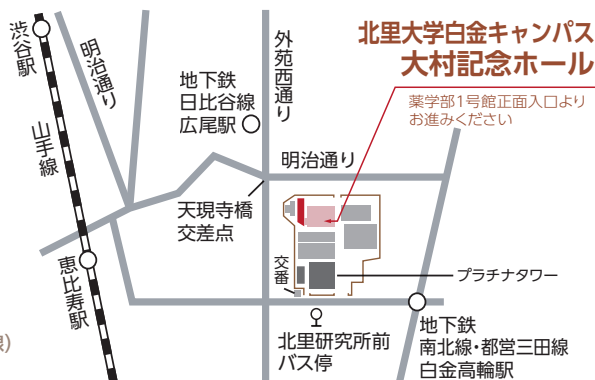 北里大学白金キャンパス
大村記念ホール
薬学部1号館正面入口より
お進みください
渋谷駅
明治通り
山手線
地下鉄
日比谷線
広尾駅
外苑西通り
明治通り
天現寺橋
交差点
恵比寿駅
交番
プラチナタワー
北里研究所前
バス停
地下鉄
南北線・都営三田線
白金高輪駅
線）